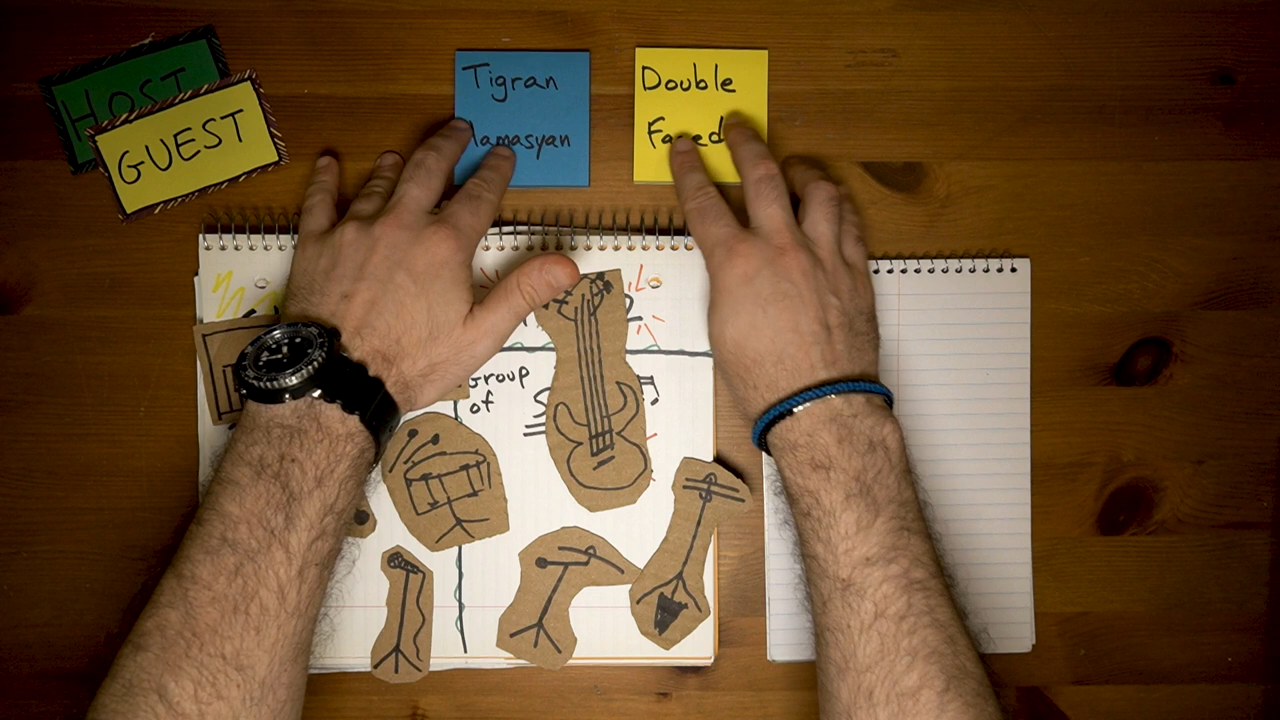 HOST
GUEST
Tigran
Hamasyan
Double
Faced
Group
of